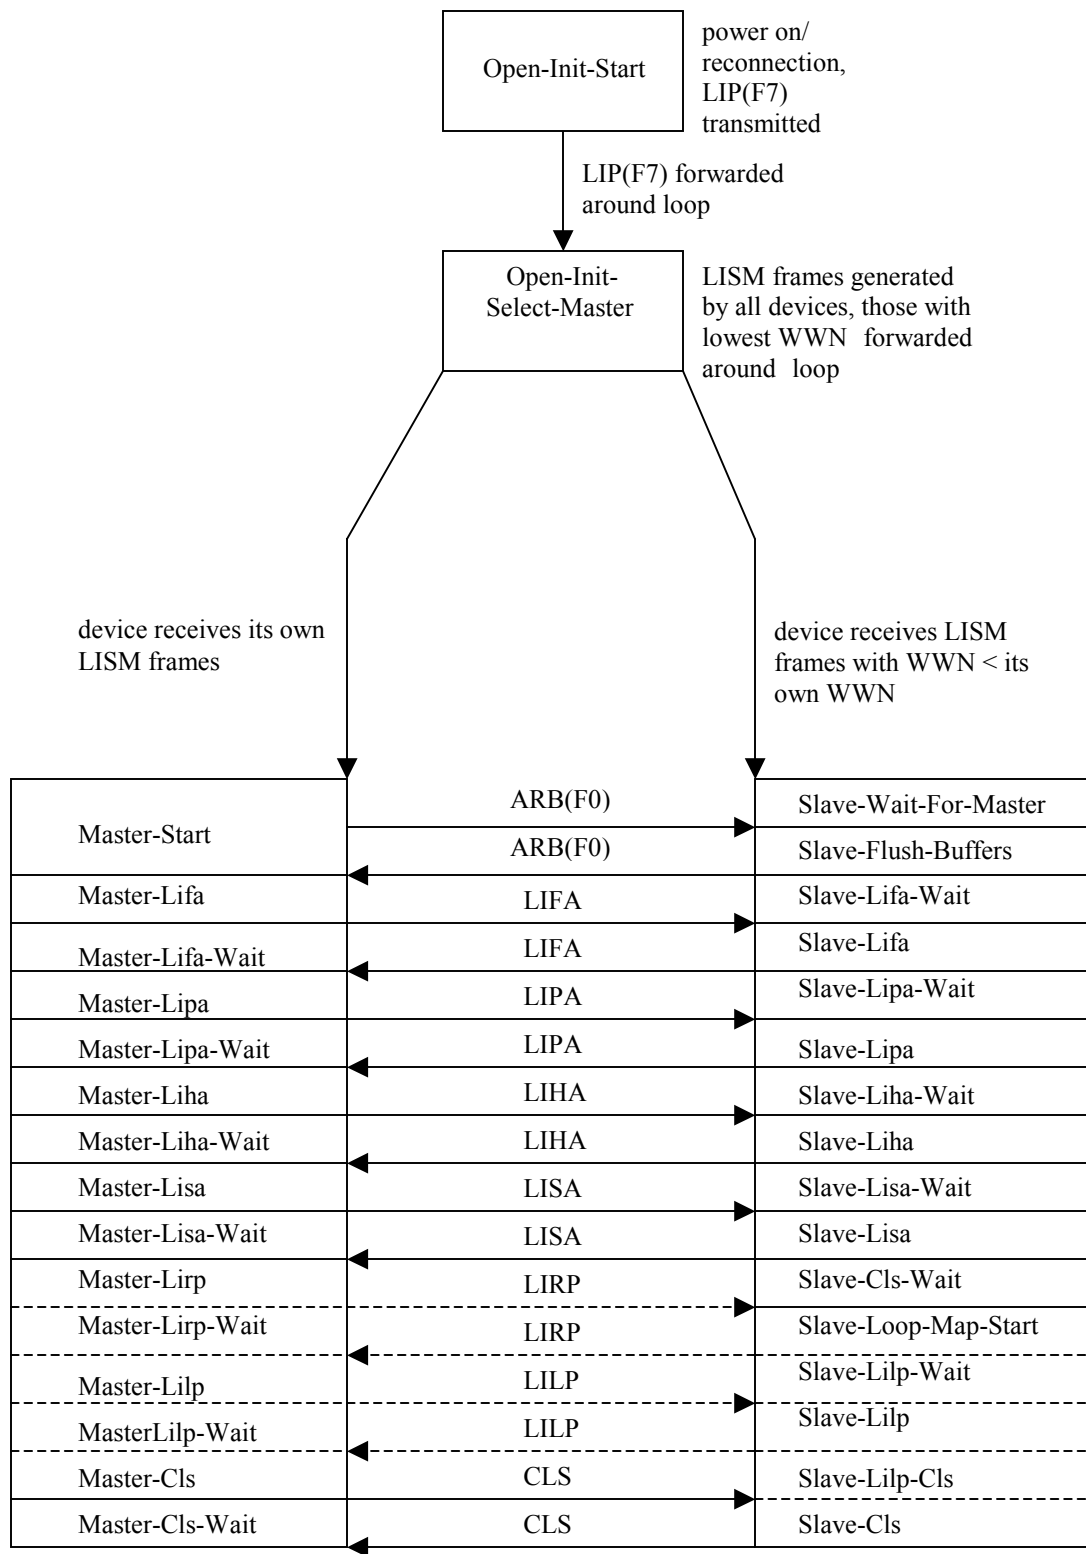 Open-Init-Start
power on/
reconnection,
LIP(F7)
transmitted
LIP(F7) forwarded
around loop
Open-Init-
Select-Master
LISM frames generated
by all devices, those with
lowest WWN forwarded
around loop
device receives its own
LISM frames
device receives LISM
frames with WWN < its
own WWN
Master-Start
ARB(F0)
Slave-Wait-For-Master
ARB(F0)
Slave-Flush-Buffers
Master-Lifa
LIFA
Slave-Lifa-Wait
Master-Lifa-Wait
LIFA
Slave-Lifa
Master-Lipa
LIPA
Slave-Lipa-Wait
Master-Lipa-Wait
LIPA
Slave-Lipa
Master-Liha
LIHA
Slave-Liha-Wait
Master-Liha-Wait
LIHA
Slave-Liha
Master-Lisa
LISA
Slave-Lisa-Wait
Master-Lisa-Wait
LISA
Slave-Lisa
Master-Lirp
LIRP
Slave-Cls-Wait
Master-Lirp-Wait
LIRP
Slave-Loop-Map-Start
Master-Lilp
LILP
Slave-Lilp-Wait
MasterLilp-Wait
LILP
Slave-Lilp
Master-Cls
CLS
Slave-Lilp-Cls
Master-Cls-Wait
CLS
Slave-Cls